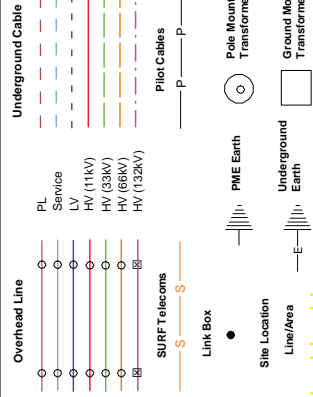 Overhead Line
PL
Service
LV
HV (11kV)
HV (33kV)
HV (66kV)
HV (132kV)
Underground Cable
SURF Telecoms
S S
Pilot Cables
P P
Link Box
PME Earth
Pole Mount
Transforme
Site Location
Line/Area
Underground
Earth
E
Ground Mo
Transforme